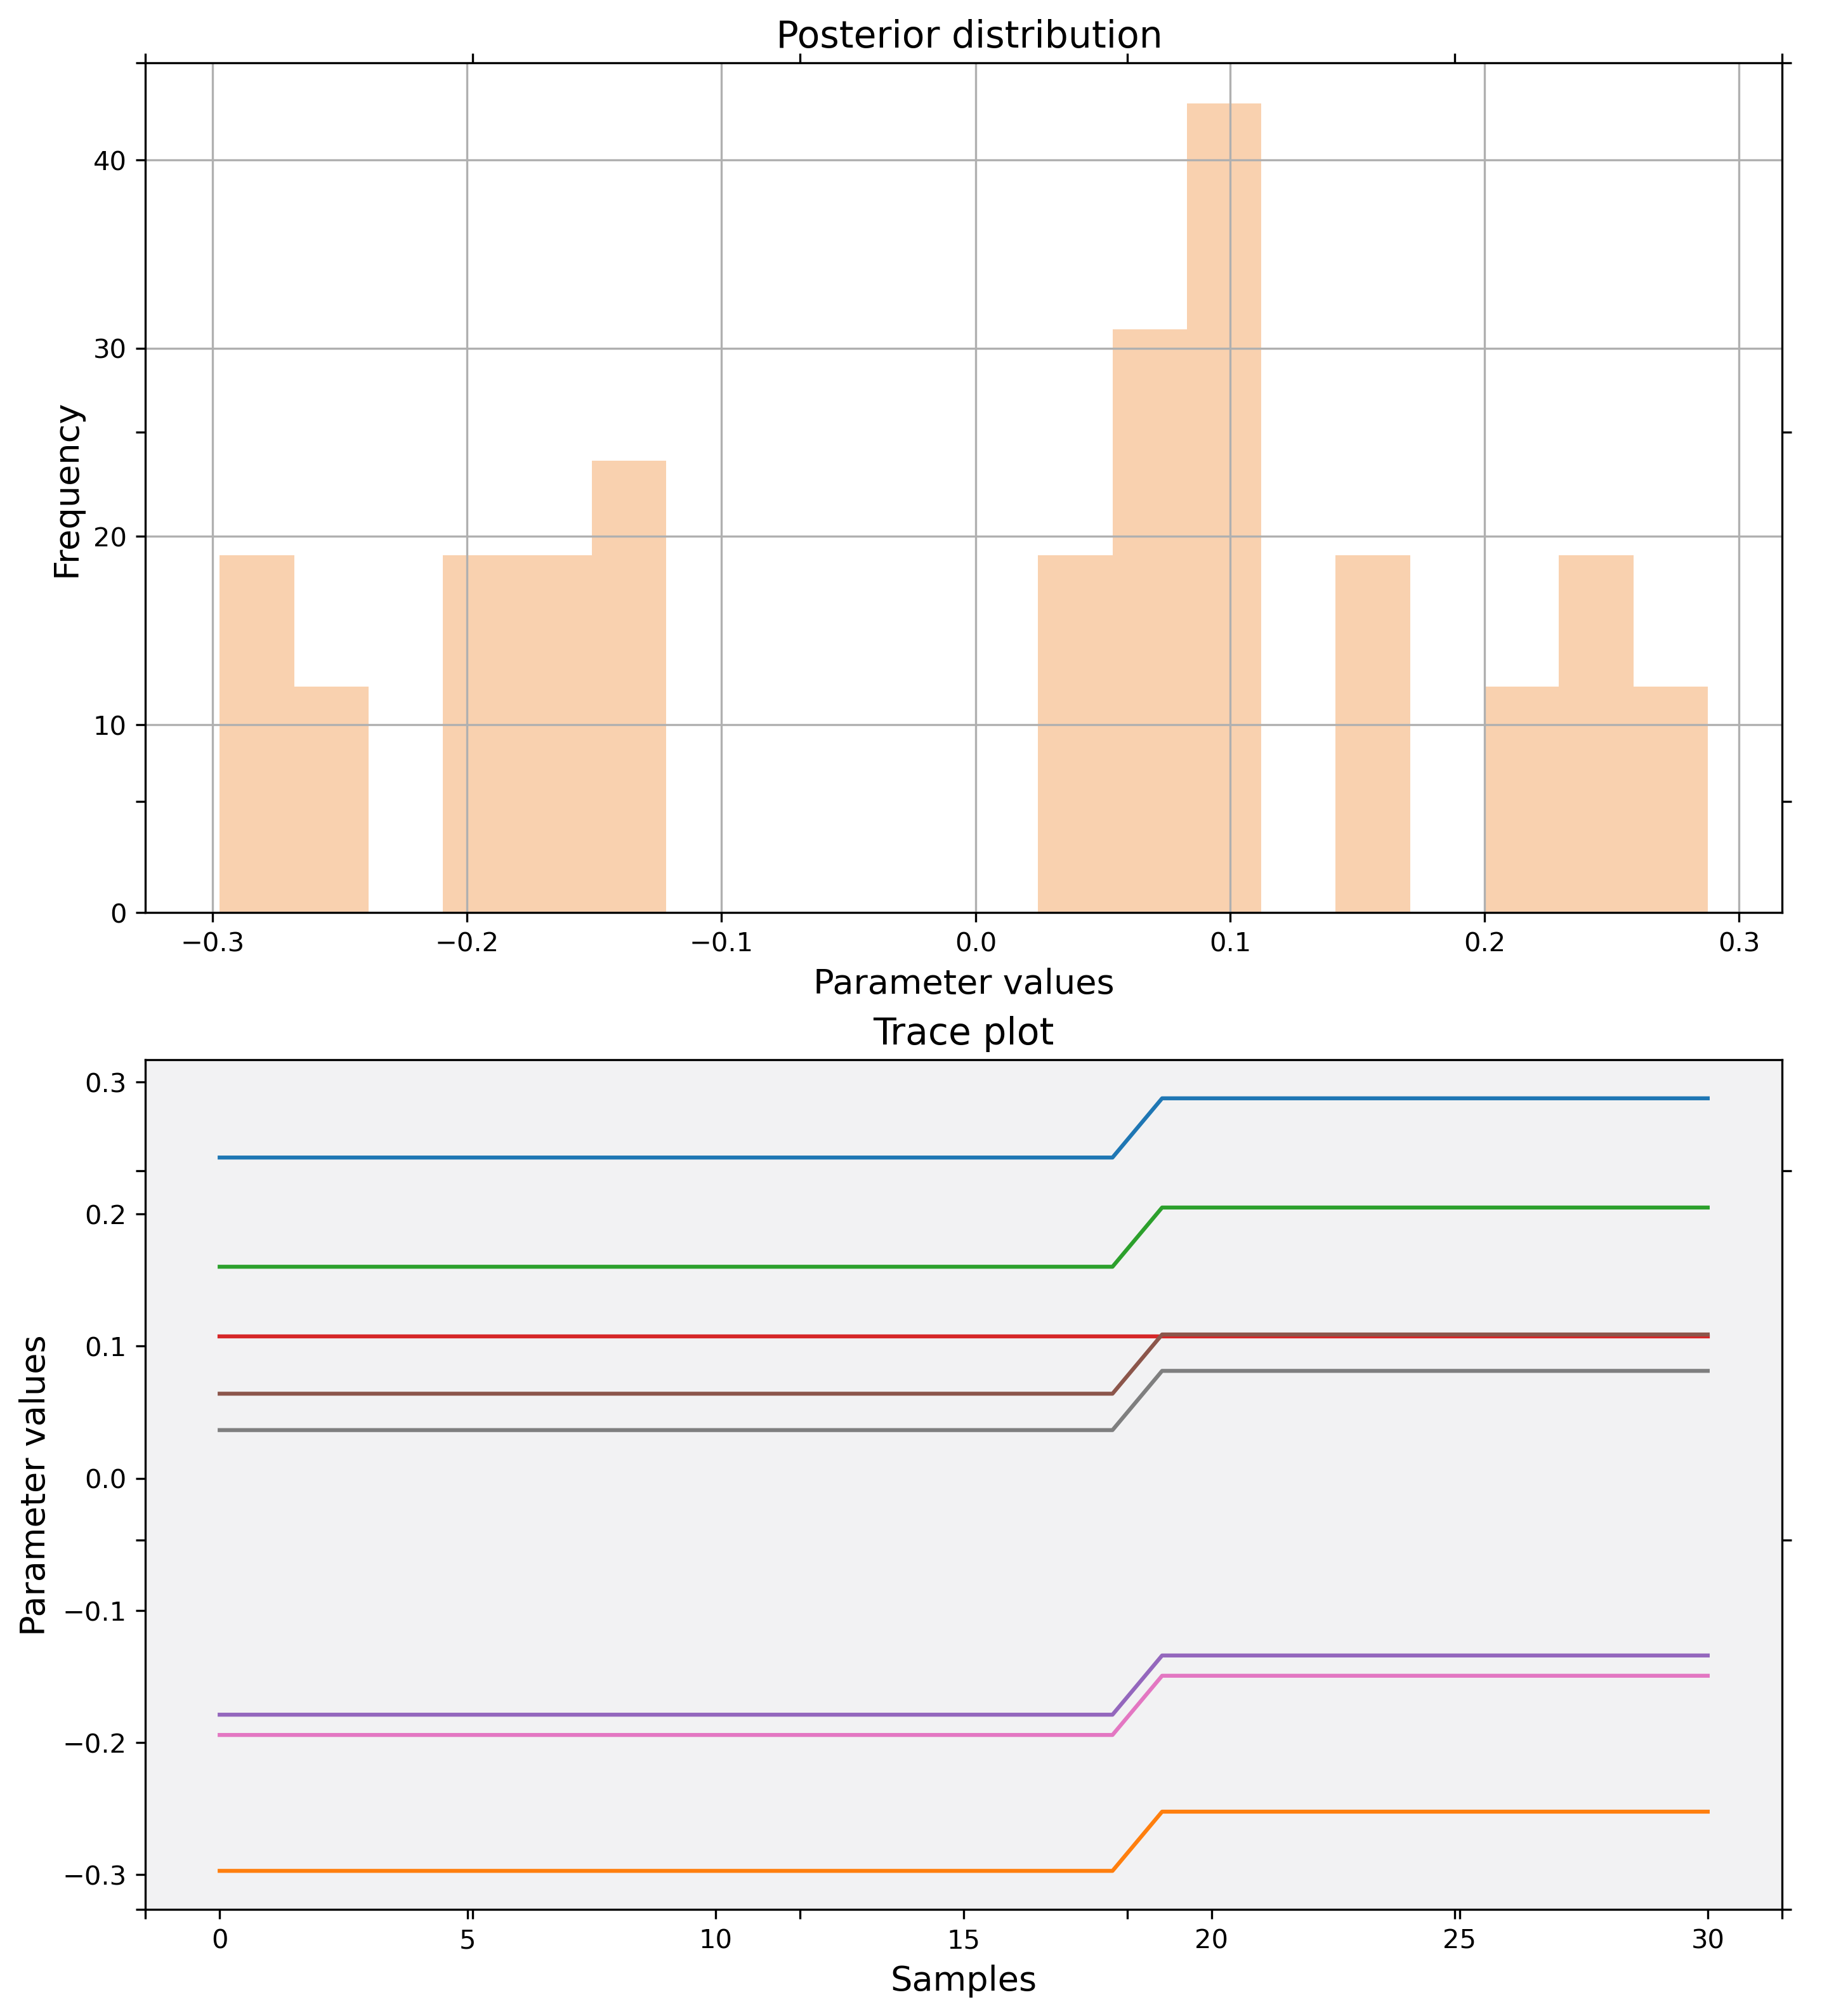 Posterior distribution
40
30
20
10
0
Frequency
−0.3 −0.2 −0.1 0.0 0.1 0.2 0.3
Parameter values
Trace plot
0.3
0.2
0.1
0.0
−0.1
−0.2
−0.3
Parameter values
0 5 10 15 20 25 30
Samples